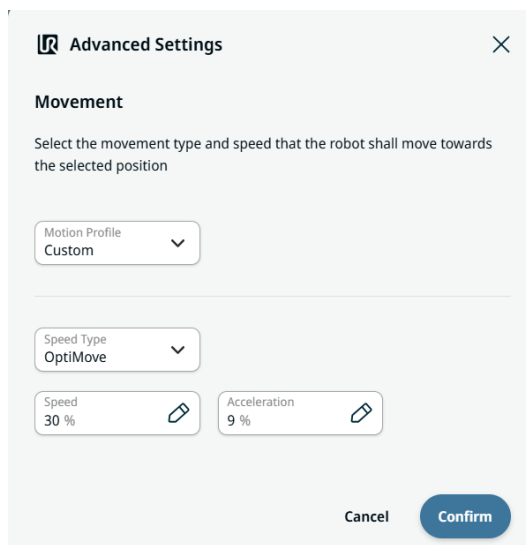 UR Advanced Settings
Movement
Select the movement type and speed that the robot shall move towards
the selected position
Motion Profile
Custom
Speed Type
OptiMove
Speed
30 %
Acceleration
9 %
Cancel
Confirm